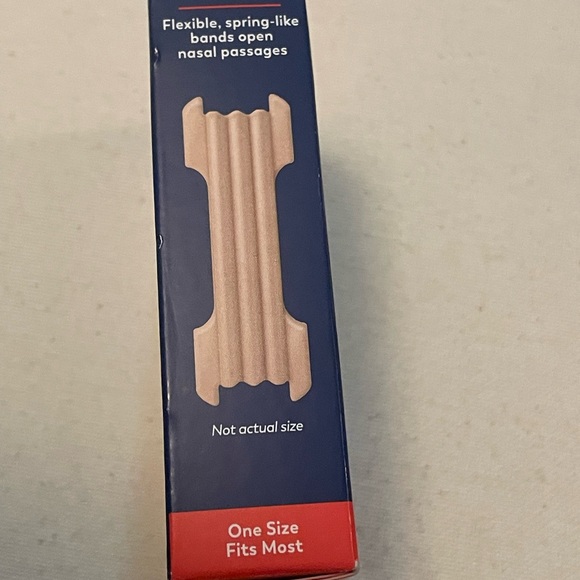 Flexible, spring-like
bands open
nasal passages
Not actual size
One Size
Fits Most